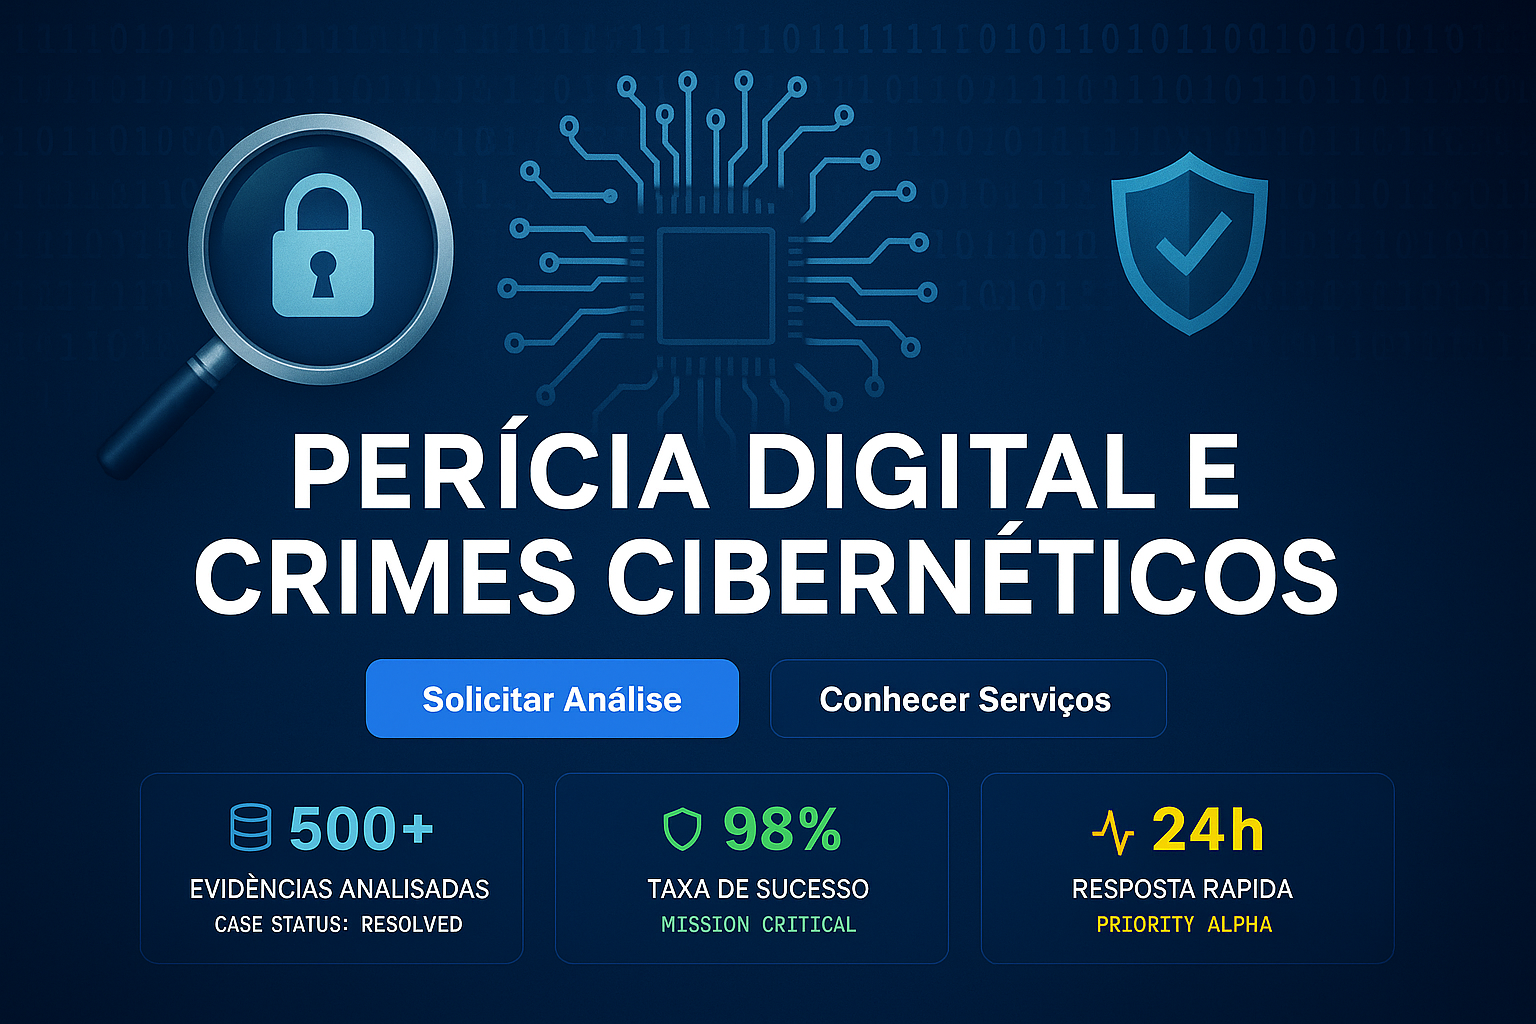 PERÍCIA DIGITAL E
CRIMES CIBERNÉTICOS
Solicitar Análise
Conhecer Serviços
500+
EVIDÈNCIAS ANALISADAS
CASE STATUS: RESOLVED
98%
TAXA DE SUCESSO
MISSION CRITICAL
24h
RESPOSTA RAPIDA
PRIORITY ALPHA